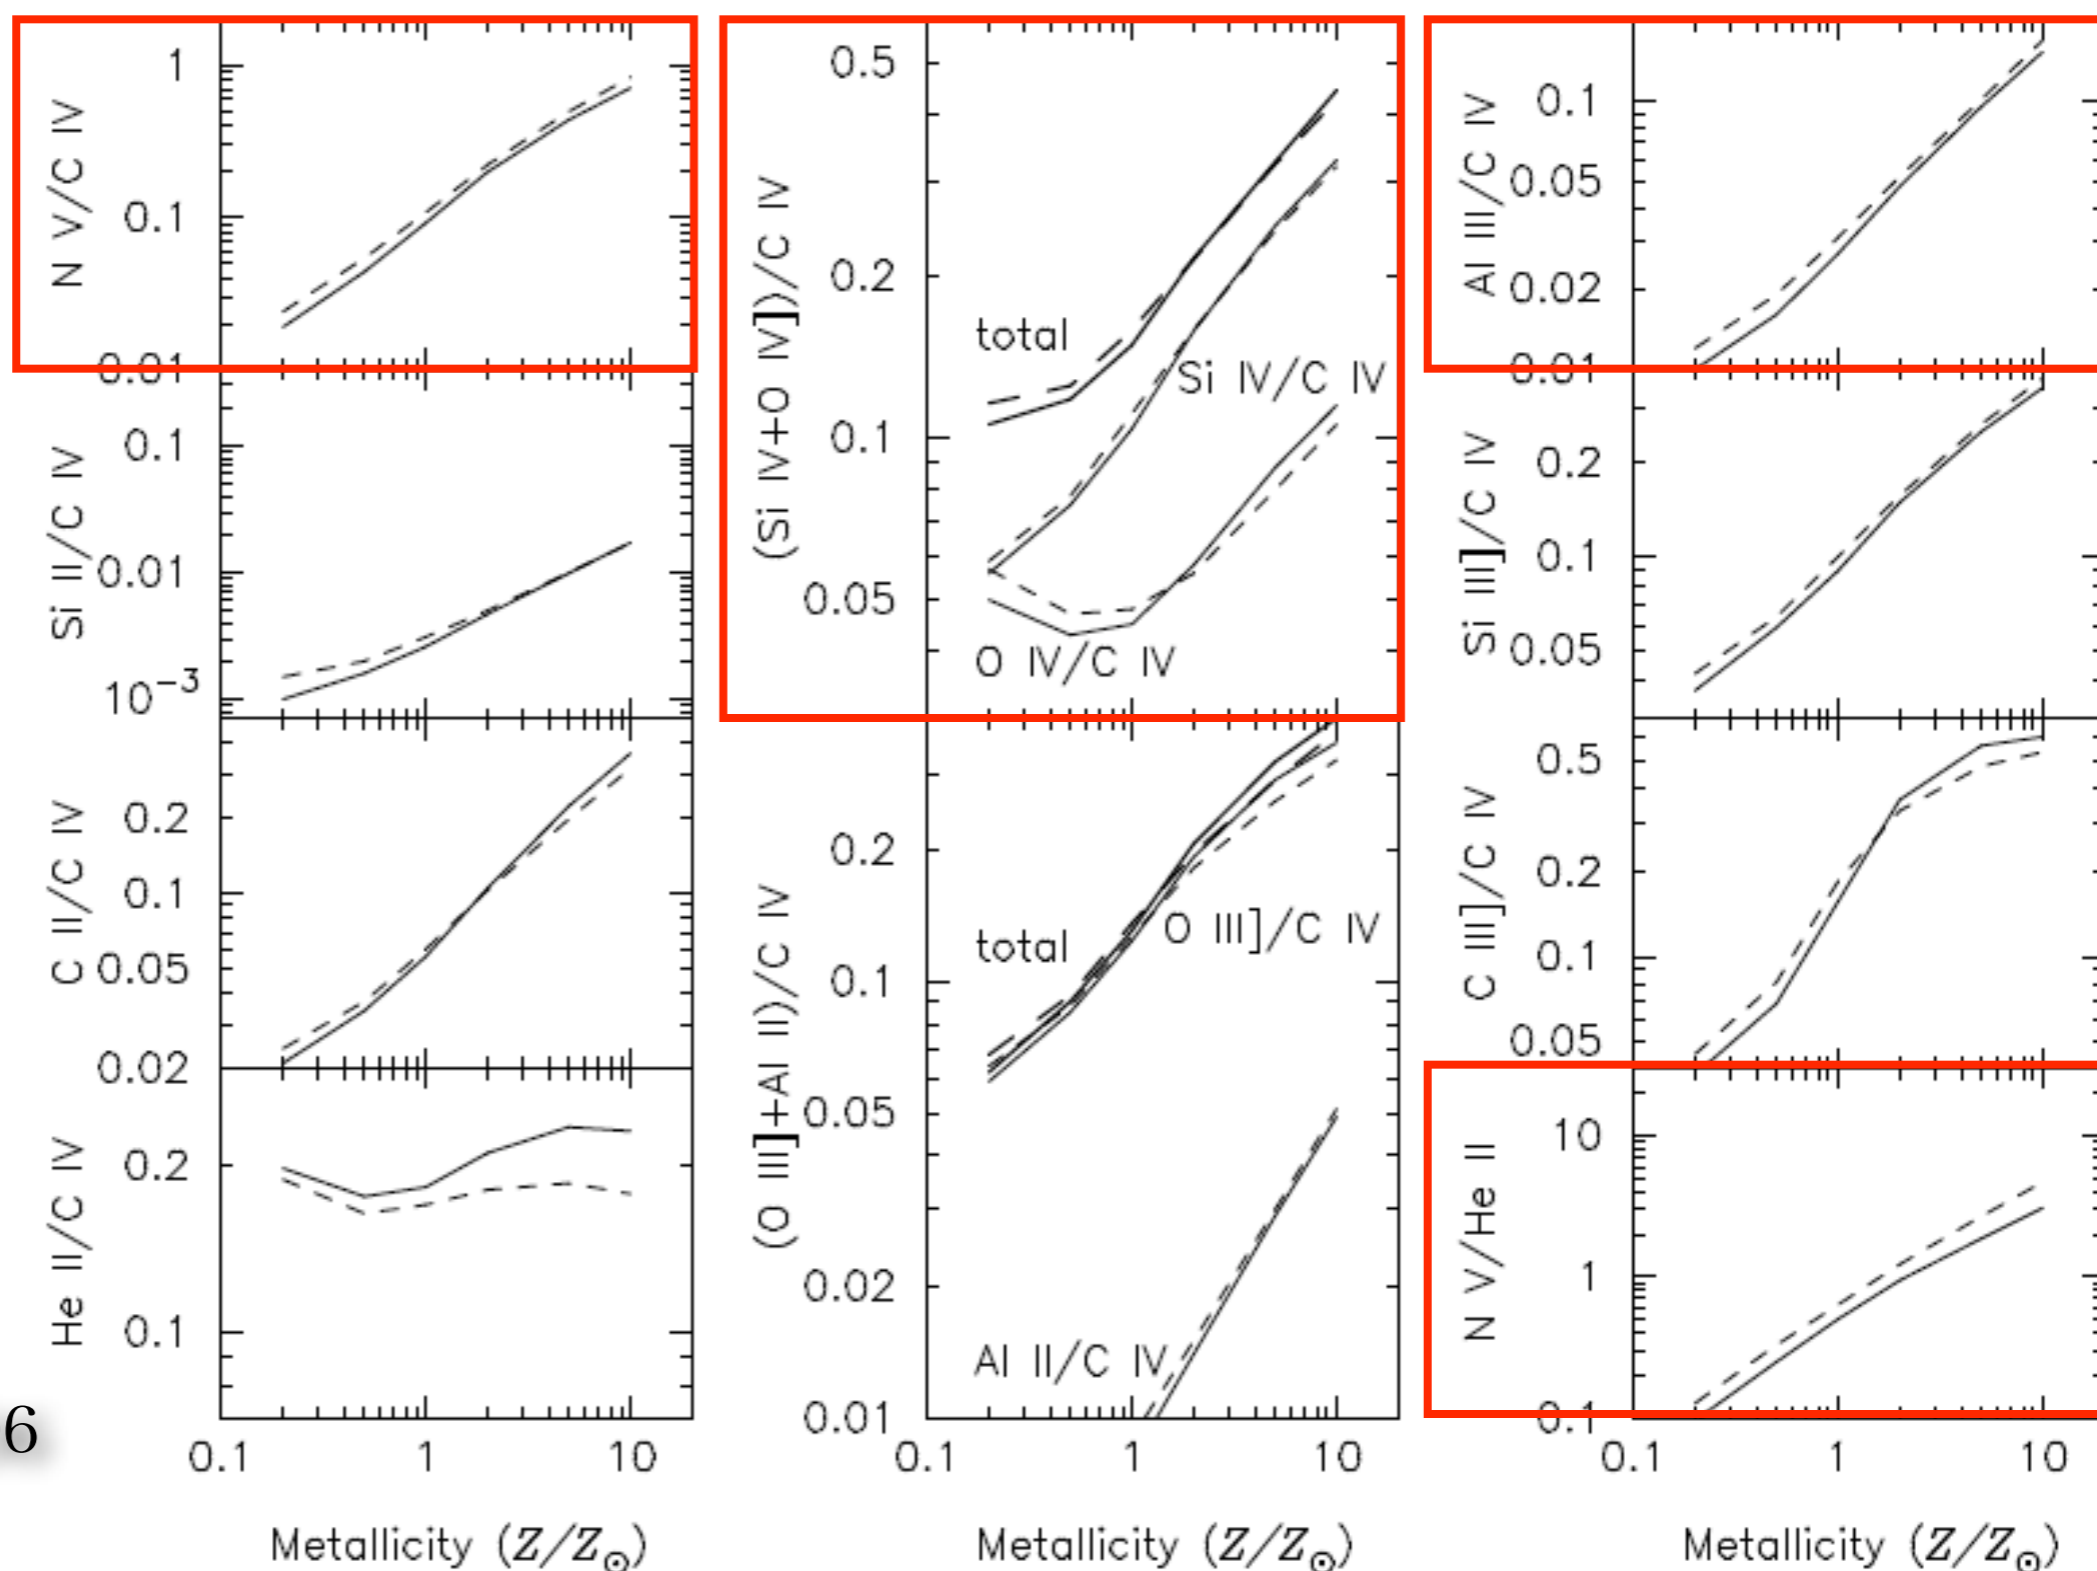 N V/C IV
1
0.1
0.01
Si II/C IV
0.1
0.01
10⁻³
C II/C IV
0.2
0.1
0.05
0.02
He II/C IV
0.2
0.1
0.1 1 10
Metallicity (Z/Z☉)
(Si IV+O IV])/C IV
0.5
0.2
0.1
0.05
total
Si IV/C IV
O IV/C IV
(O III]+Al II)/C IV
0.2
0.1
0.05
0.02
0.01
total
O III]/C IV
Al II/C IV
0.1 1 10
Metallicity (Z/Z☉)
Al III/C IV
0.1
0.05
0.02
0.01
Si III]/C IV
0.2
0.1
0.05
C III]/C IV
0.5
0.2
0.1
0.05
N V/He II
10
1
0.1
0.1 1 10
Metallicity (Z/Z☉)
6